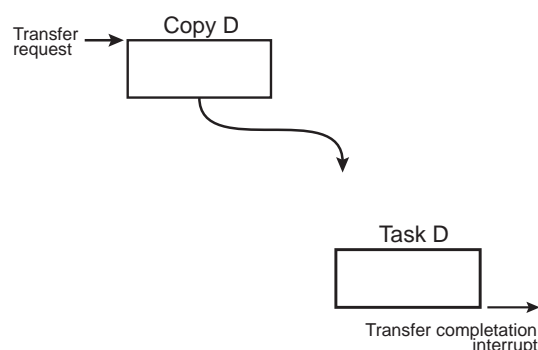 Copy D
Transfer
request
Task D
Transfer completation
interrupt